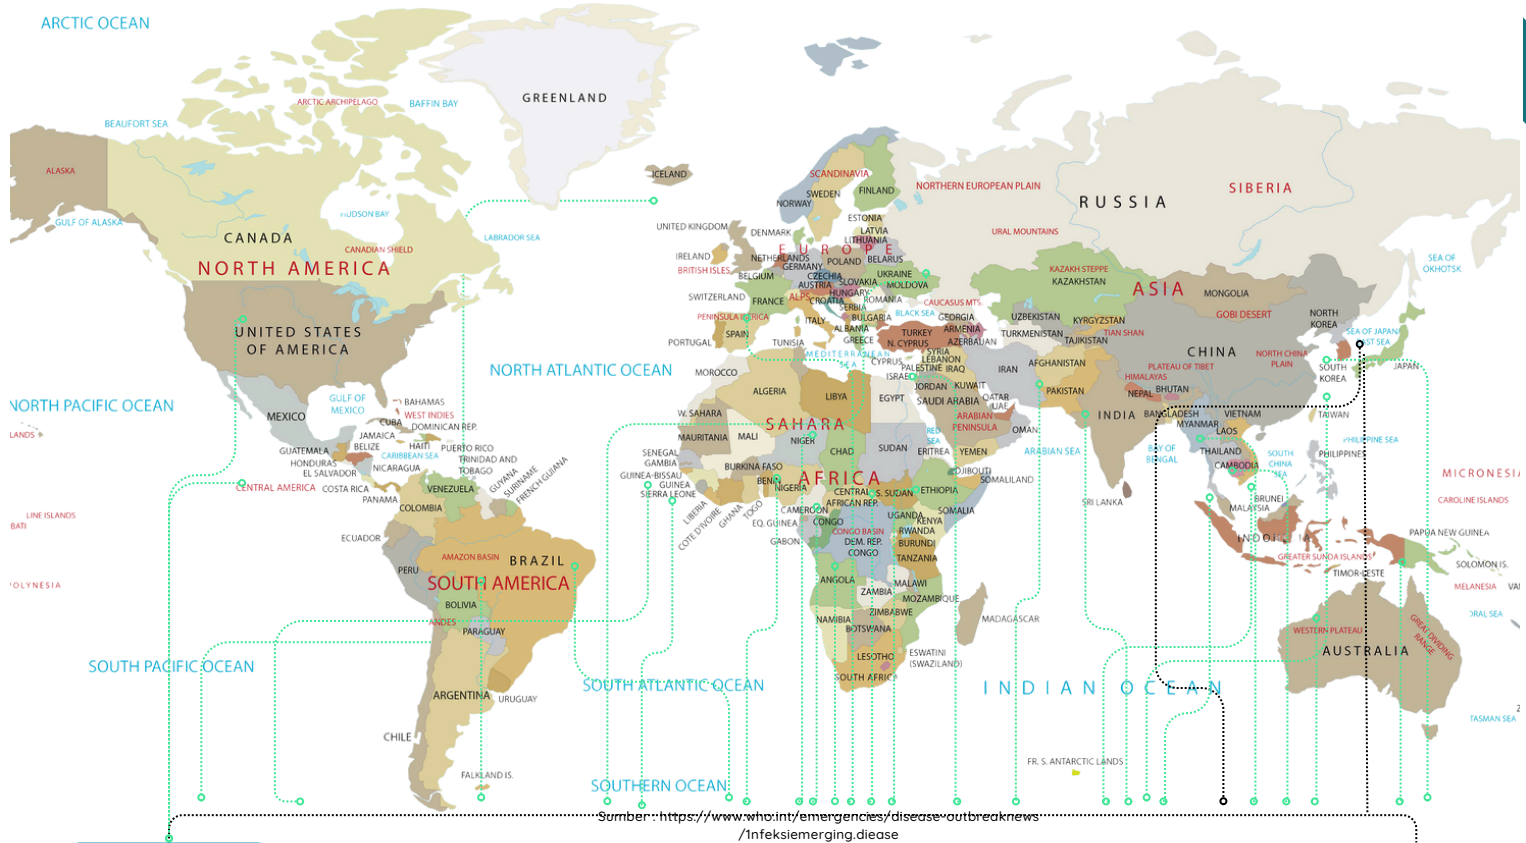 ARCTIC OCEAN
GREENLAND
ARCTIC ARCHIPELAGO
BAFFIN BAY
BEAUFORT SEA
ALASKA
ICELAND
GULF OF ALASKA
HUDSON BAY
LABRADOR SEA
CANADA
CANADIAN SHIELD
NORTH AMERICA
UNITED STATES
OF AMERICA
NORTH ATLANTIC OCEAN
NORTH PACIFIC OCEAN
GULF OF
MEXICO
MEXICO
BAHAMAS
WEST INDIES
CUBA
DOMINICAN REP.
JAMAICA
BELIZE
HAITI
PUERTO RICO
GUATEMALA
CARIBBEAN SEA
HONDURAS
EL SALVADOR
NICARAGUA
TRINIDAD AND
TOBAGO
CENTRAL AMERICA
COSTA RICA
PANAMA
VENEZUELA
GUYANA
SURINAME
FRENCH GUIANA
COLOMBIA
LANDS
LINE ISLANDS
BATI
OLYNESIA
ECUADOR
AMAZON BASIN
BRAZIL
PERU
SOUTH AMERICA
BOLIVIA
ANDES
PARAGUAY
SOUTH PACIFIC OCEAN
ARGENTINA
URUGUAY
CHILE
FALKLAND IS.
SOUTH ATLANTIC OCEAN
SOUTHERN OCEAN
SCANDINAVIA
SWEDEN
FINLAND
NORWAY
ESTONIA
LATVIA
LITHUANIA
UNITED KINGDOM
DENMARK
EUROPE
IRELAND
NETHERLANDS
GERMANY
POLAND
BELARUS
BRITISH ISLES
BELGIUM
CZECHIA
UKRAINE
AUSTRIA
SLOVAKIA
MOLDOVA
SWITZERLAND
FRANCE
ALPS
HUNGARY
CROATIA
ROMANIA
SERBIA
PENINSULA IBERICA
ITALY
BULGARIA
BLACK SEA
SPAIN
ALBANIA
PORTUGAL
GREECE
TUNISIA
MEDITERRANEAN
SEA
NORTHERN EUROPEAN PLAIN
RUSSIA
SIBERIA
URAL MOUNTAINS
SEA OF
OKHOTSK
KAZAKH STEPPE
KAZAKHSTAN
ASIA
MONGOLIA
CAUCASUS MTS.
GEORGIA
UZBEKISTAN
KYRGYZSTAN
GOBI DESERT
NORTH
KOREA
TURKEY
ARMENIA
TURKMENISTAN
TIAN SHAN
SEA OF JAPAN/
AST SEA
N. CYPRUS
AZERBAIJAN
TAJIKISTAN
SYRIA
CHINA
CYPRUS
LEBANON
PALESTINE
IRAQ
IRAN
AFGHANISTAN
NORTH CHINA
PLAIN
SOUTH
KOREA
JAPAN
ISRAEL
PLATEAU OF TIBET
HIMALAYAS
JORDAN
KUWAIT
PAKISTAN
NEPAL
BHUTAN
MOROCCO
ALGERIA
LIBYA
EGYPT
SAUDI ARABIA
QATAR
UAE
W. SAHARA
SAHARA
ARABIAN
PENINSULA
INDIA
BANGLADESH
VIETNAM
TAIWAN
MYANMAR
LAOS
MAURITANIA
MALI
NIGER
OMAN
RED
SEA
PHILIPPINE SEA
SENEGAL
CHAD
SUDAN
ERITREA
YEMEN
ARABIAN SEA
BAY OF
BENGAL
THAILAND
SOUTH
CHINA
SEA
PHILIPPINES
GAMBIA
BURKINA FASO
CAMBODIA
GUINEA-BISSAU
GUINEA
BENIN
NIGERIA
AFRICA
DJIBOUTI
SOMALILAND
MICRONESIA
SIERRA LEONE
CENTRAL
AFRICAN REP.
S. SUDAN
ETHIOPIA
SRI LANKA
BRUNEI
MALAYSIA
CAROLINE ISLANDS
LIBERIA
COTE D'IVOIRE
GHANA
TOGO
CAMEROON
SOMALIA
EQ. GUINEA
CONGO
UGANDA
KENYA
GABON
CONGO BASIN
RWANDA
DEM. REP.
CONGO
BURUNDI
INDONESIA
PAPUA NEW GUINEA
TANZANIA
GREATER SUNDA ISLANDS
SOLOMON IS.
TIMOR-LESTE
ANGOLA
MALAWI
MELANESIA
VAN
ZAMBIA
MOZAMBIQUE
ZIMBABWE
MADAGASCAR
NAMIBIA
BOTSWANA
ORAL SEA
WESTERN PLATEAU
GREAT DIVIDING
RANGE
LESOTHO
ESWATINI
(SWAZILAND)
AUSTRALIA
SOUTH AFRICA
INDIAN OCEAN
TASMAN SEA
FR. S. ANTARCTIC LANDS
Sumber : https://www.who.int/emergencies/disease-outbreaknews
/1nfeksiemerging.diease